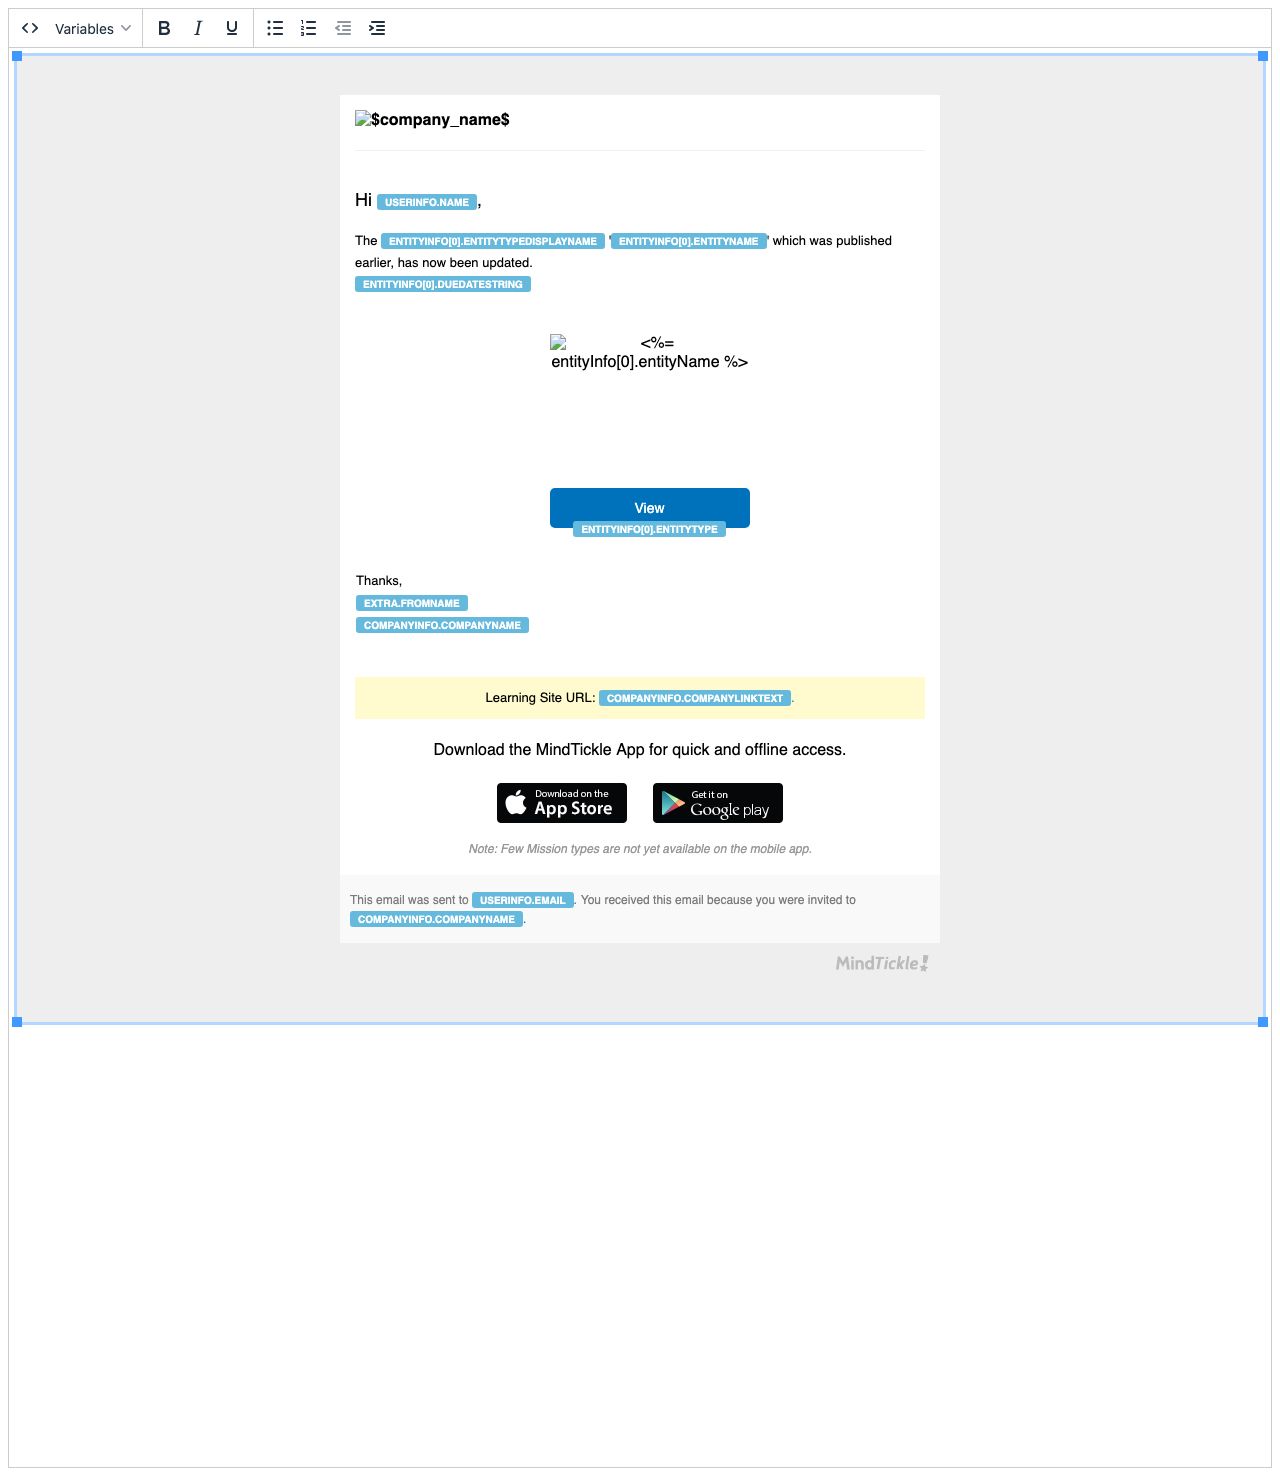 Variables
$company_name$
Hi USERINFO.NAME,
The ENTITYINFO[0].ENTITYTYPEDISPLAYNAME 'ENTITYINFO[0].ENTITYNAME' which was published
earlier, has now been updated.
ENTITYINFO[0].DUEDATESTRING
<%=
entityInfo[0].entityName %>
View
ENTITYINFO[0].ENTITYTYPE
Thanks,
EXTRA.FROMNAME
COMPANYINFO.COMPANYNAME
Learning Site URL: COMPANYINFO.COMPANYLINKTEXT.
Download the MindTickle App for quick and offline access.
Download on the
App Store
Get it on
Google play
Note: Few Mission types are not yet available on the mobile app.
This email was sent to USERINFO.EMAIL. You received this email because you were invited to
COMPANYINFO.COMPANYNAME.
MindTickle!